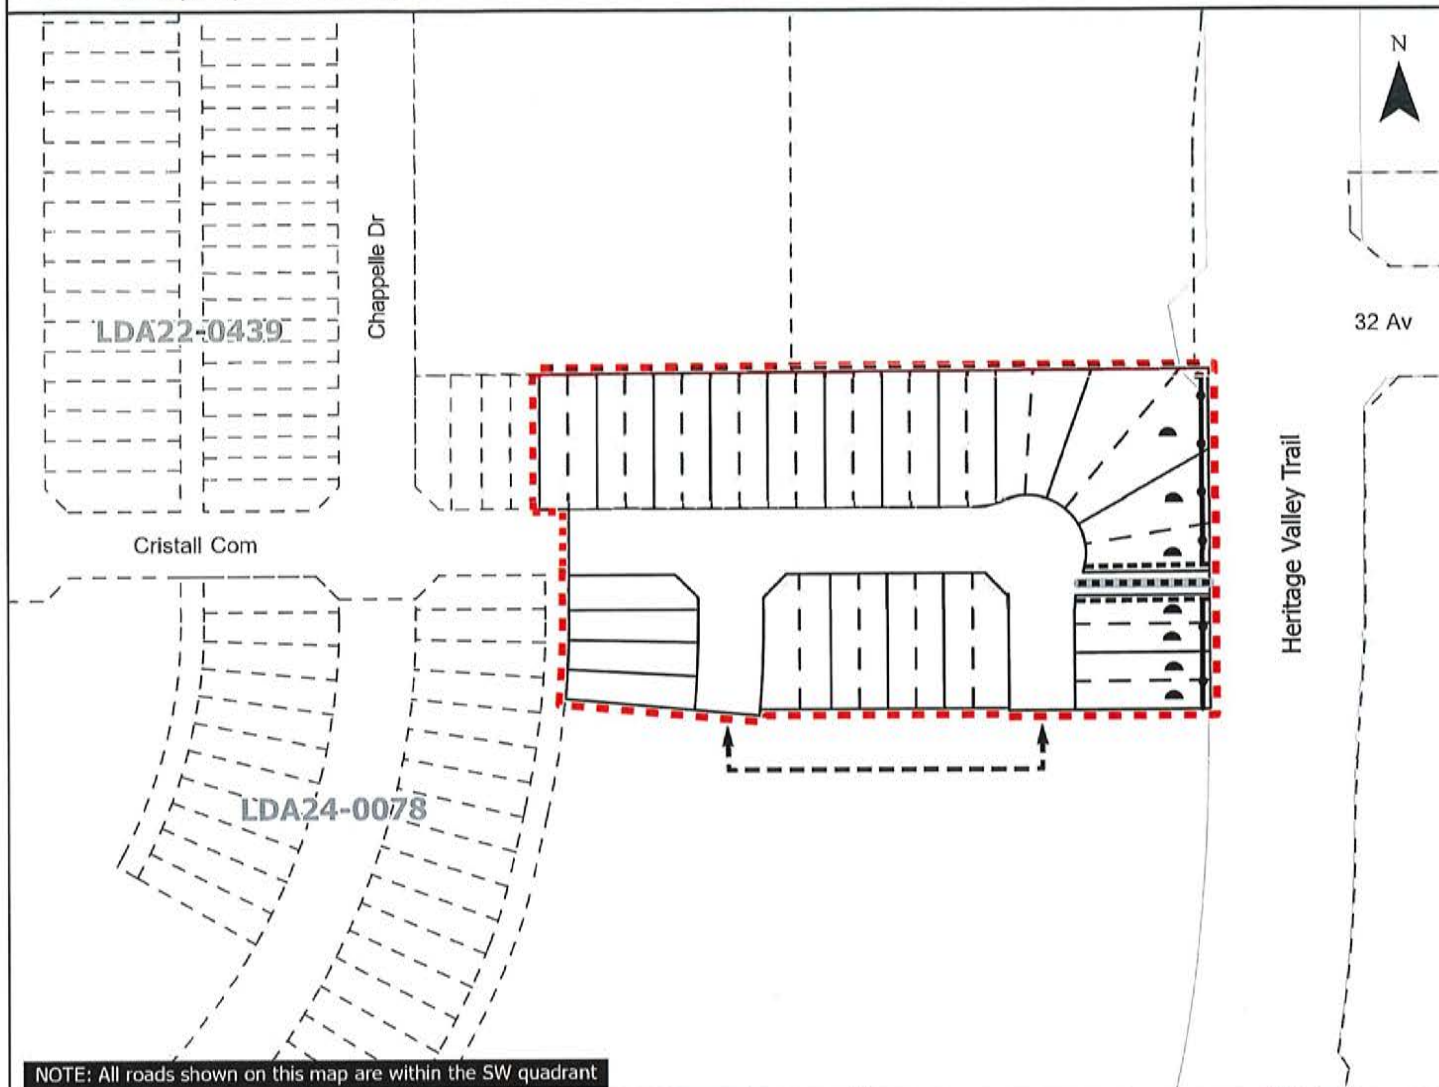 N
Chappelle Dr
LDA22-0439
32 Av
Cristall Com
Heritage Valley Trail
LDA24-0078
NOTE: All roads shown on this map are within the SW quadrant